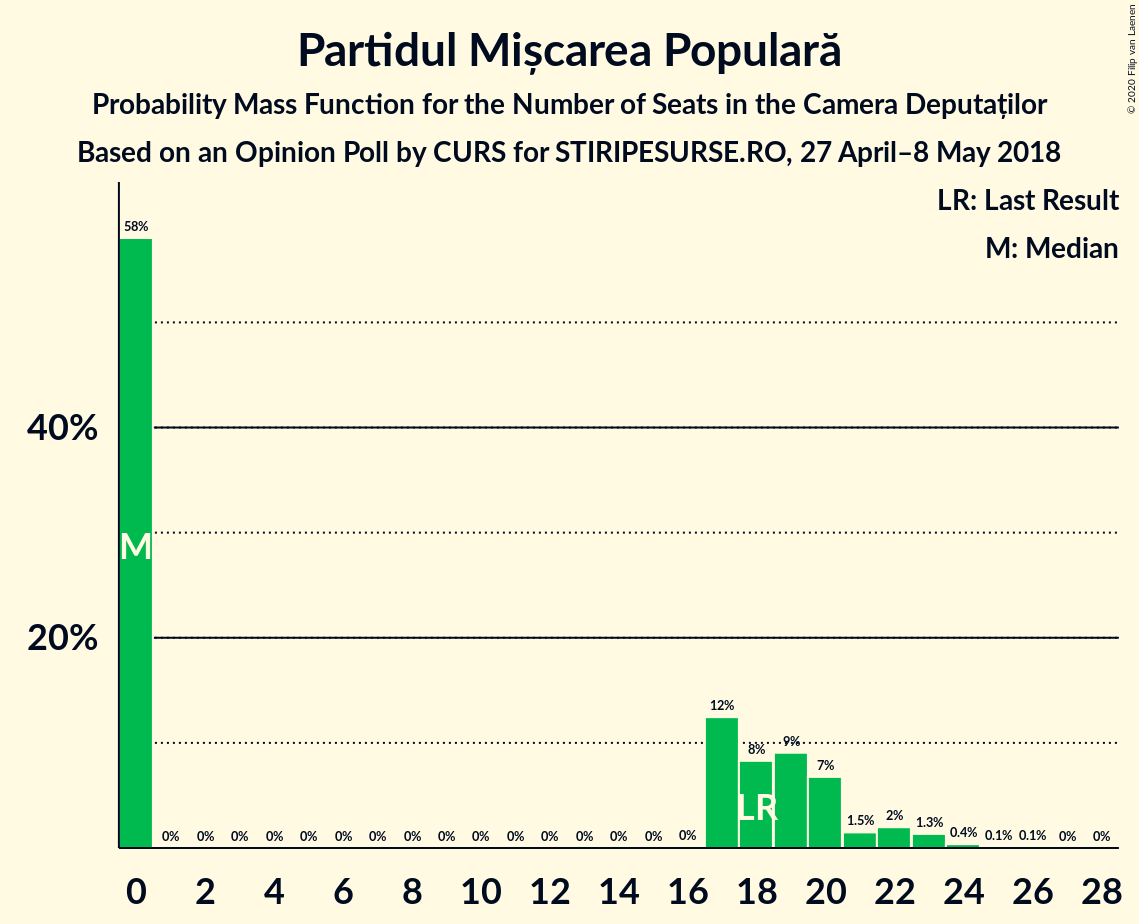 Partidul Mișcarea Populară
Probability Mass Function for the Number of Seats in the Camera Deputaților
Based on an Opinion Poll by CURS for STIRIPESURSE.RO, 27 April–8 May 2018
© 2020 Filip van Laenen
LR: Last Result
M: Median
58%
40%
M
20%
12%
8% 9%
7%
LR
1.5% 2% 1.3%
0% 0% 0% 0% 0% 0% 0% 0% 0% 0% 0% 0% 0% 0% 0% 0% 0.4% 0.1% 0.1% 0% 0%
0 2 4 6 8 10 12 14 16 18 20 22 24 26 28